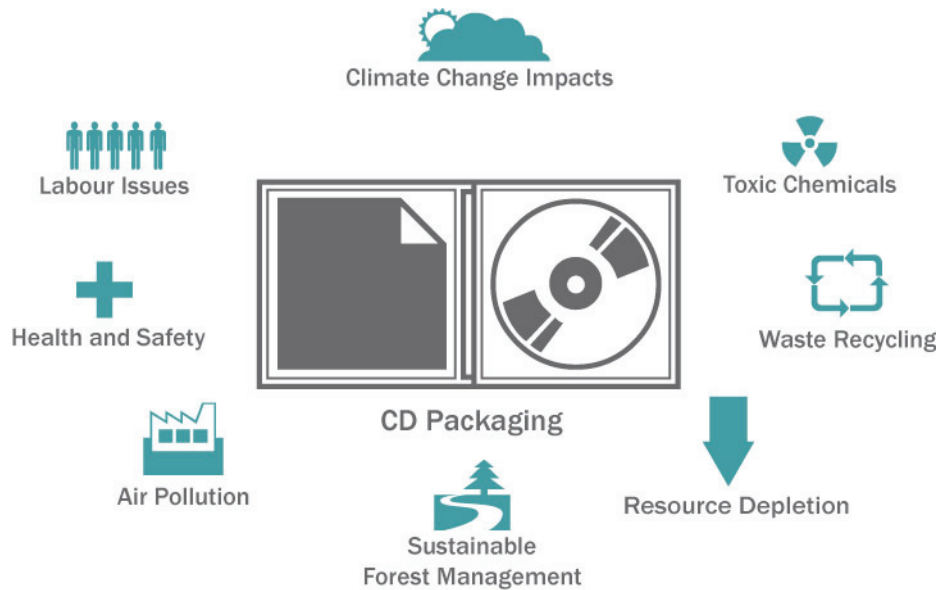 Climate Change Impacts
Labour Issues
Toxic Chemicals
Health and Safety
Waste Recycling
CD Packaging
Air Pollution
Resource Depletion
Sustainable
Forest Management